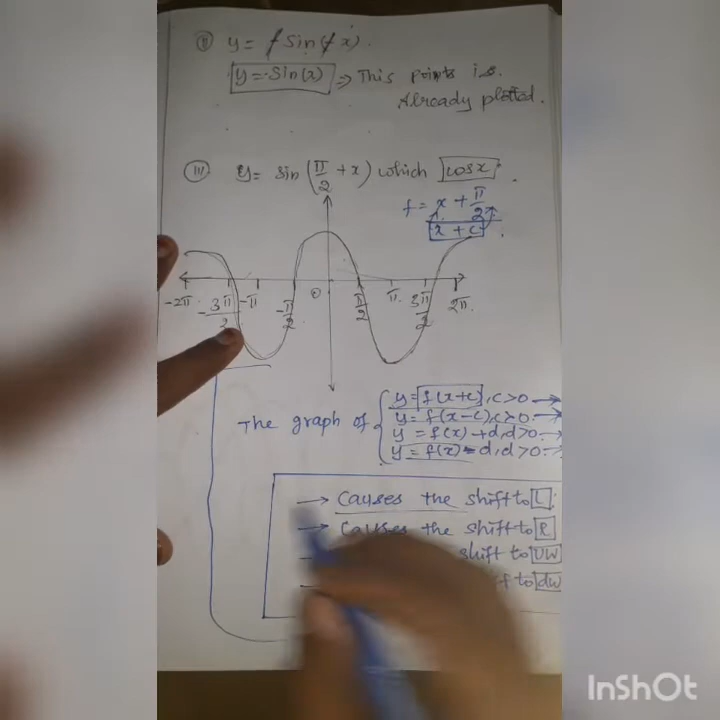 (ii) y = f Sin(f x).
y = Sin(x) ⇒ This points is
Already plotted.
(iv) y = sin (π/2 + x) which cosx.
f = x + π/2
x + c
-2π -3π/2 -π -π/2 0 π/2 π 3π/2 2π
The graph of
y = f(x+c), c>0 →
y = f(x-c), c>0 →
y = f(x) + d, d>0 →
y = f(x) - d, d>0 →
→ Causes the shift to L
→ Causes the shift to R
shift to UW
to dw
InShOt